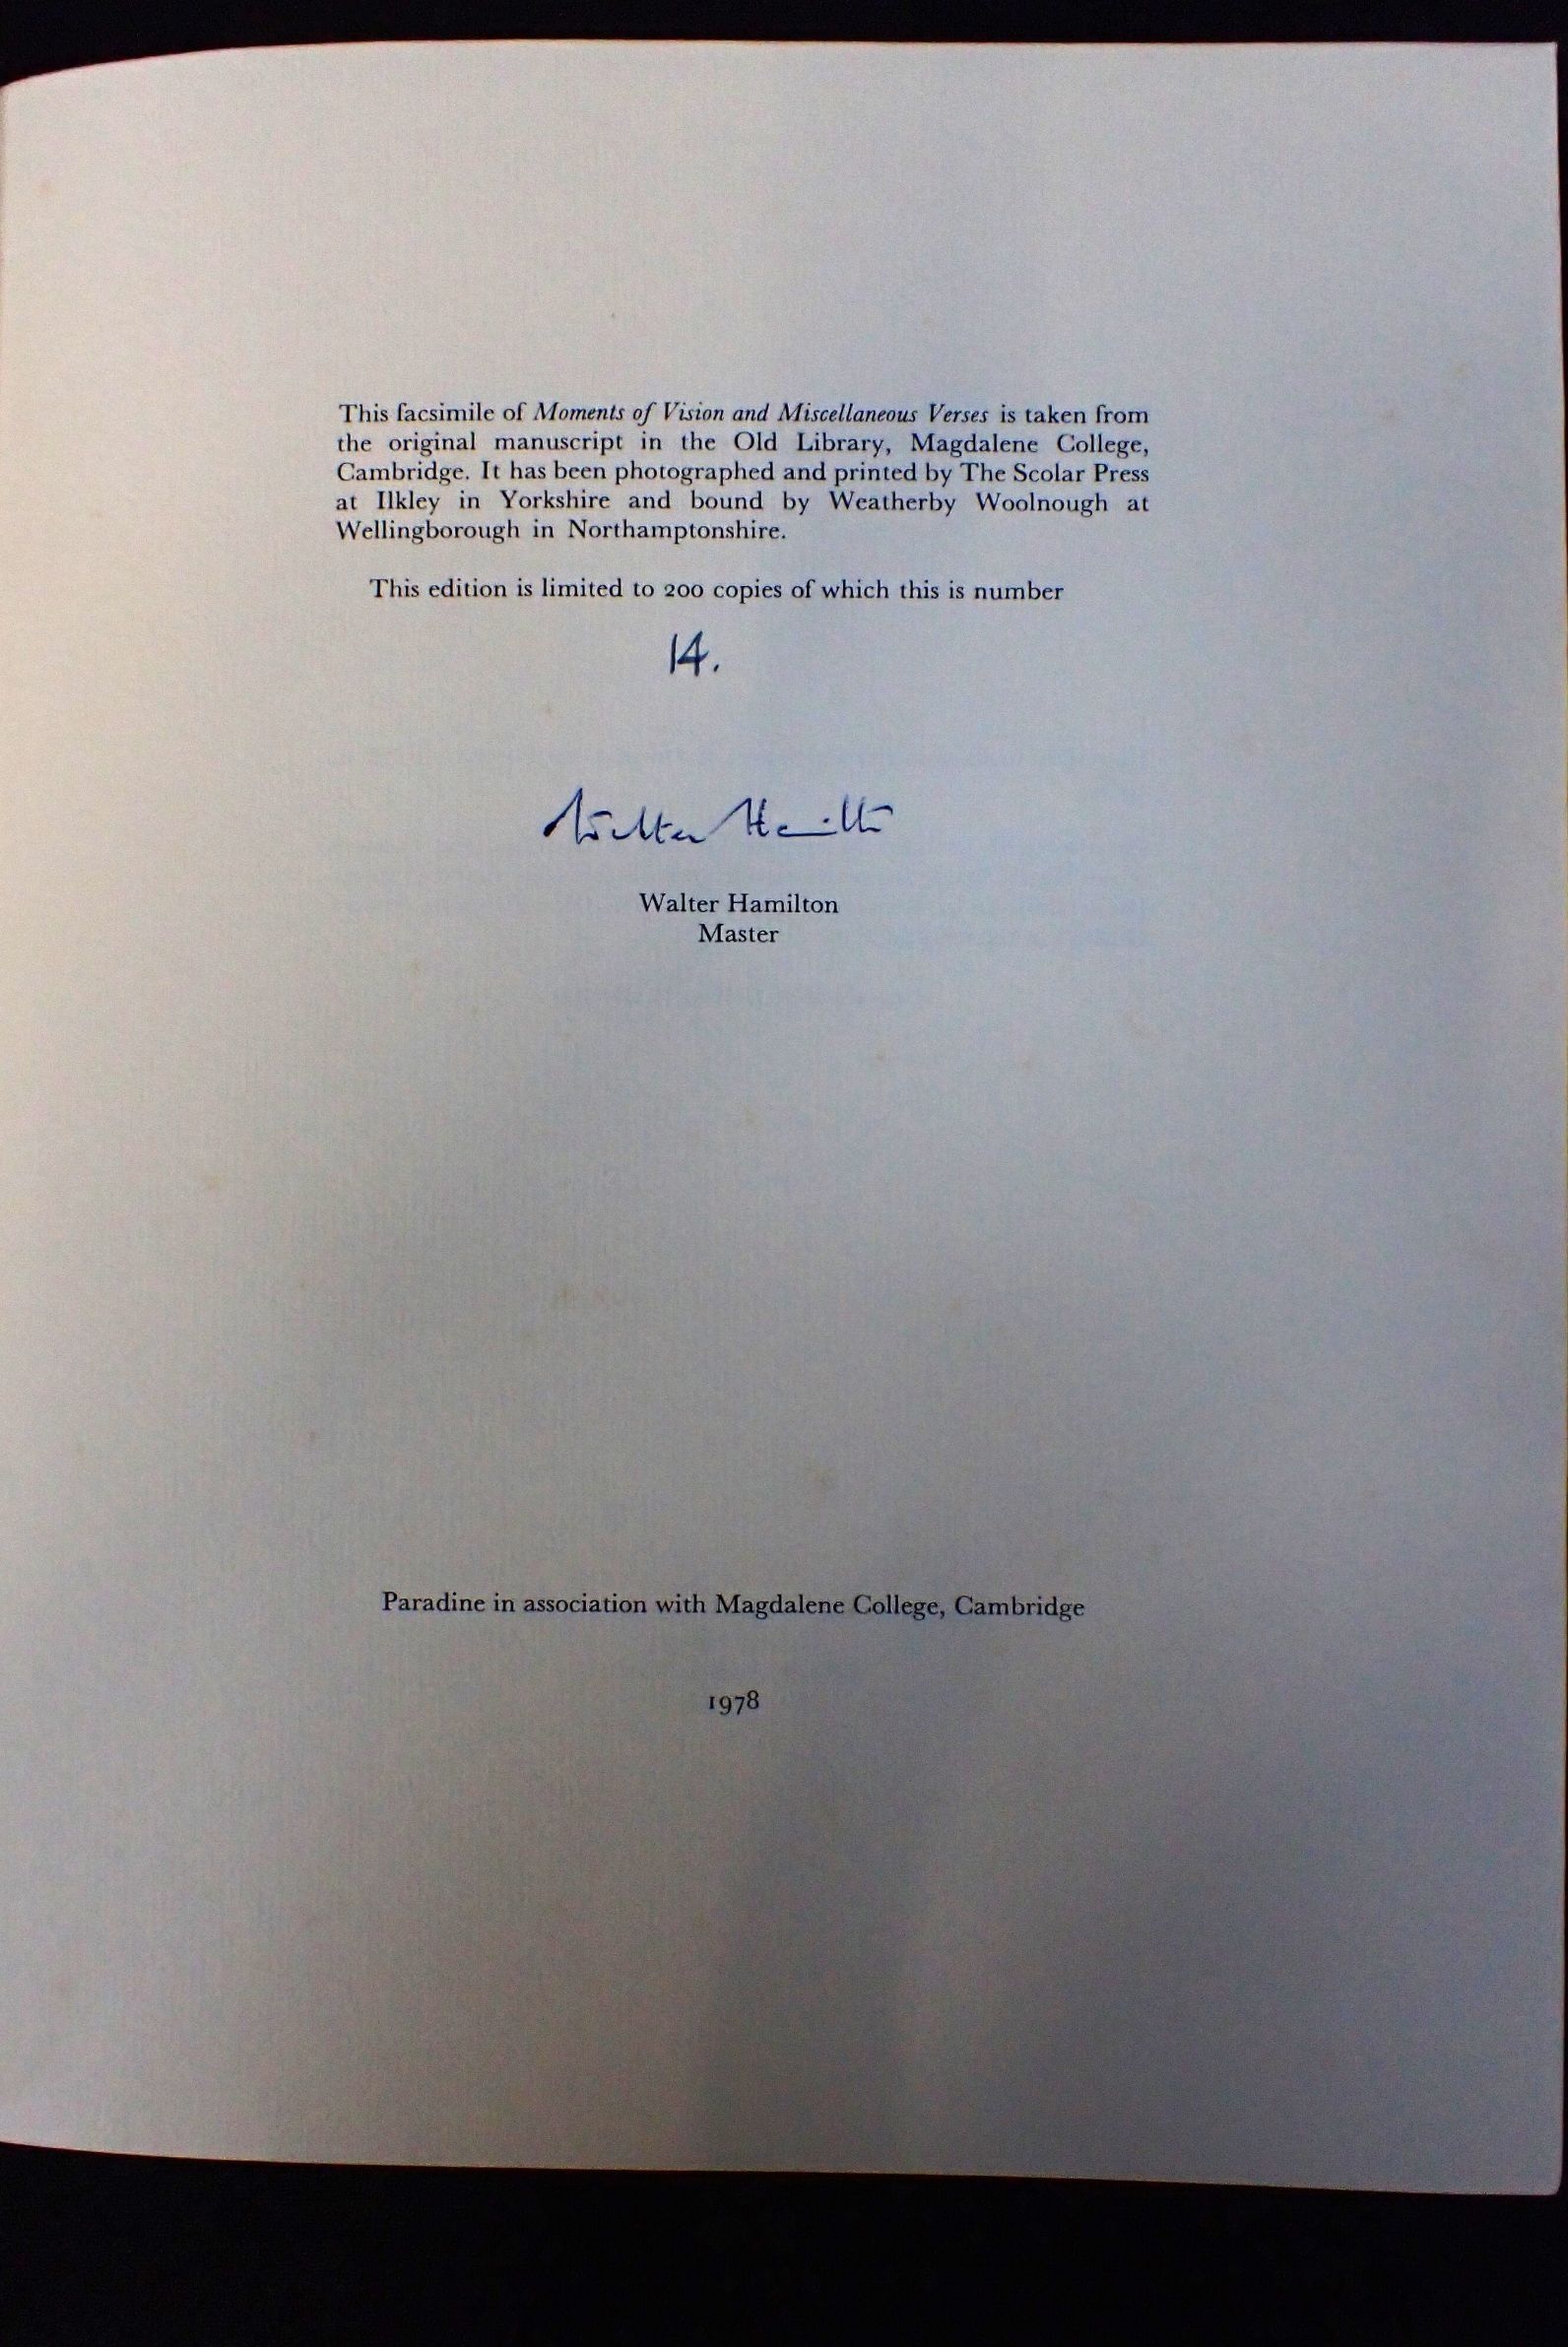 This facsimile of Moments of Vision and Miscellaneous Verses is taken from
the original manuscript in the Old Library, Magdalene College,
Cambridge. It has been photographed and printed by The Scolar Press
at Ilkley in Yorkshire and bound by Weatherby Woolnough at
Wellingborough in Northamptonshire.
This edition is limited to 200 copies of which this is number
14.
Walter Hamilton
Walter Hamilton
Master
Paradine in association with Magdalene College, Cambridge
1978